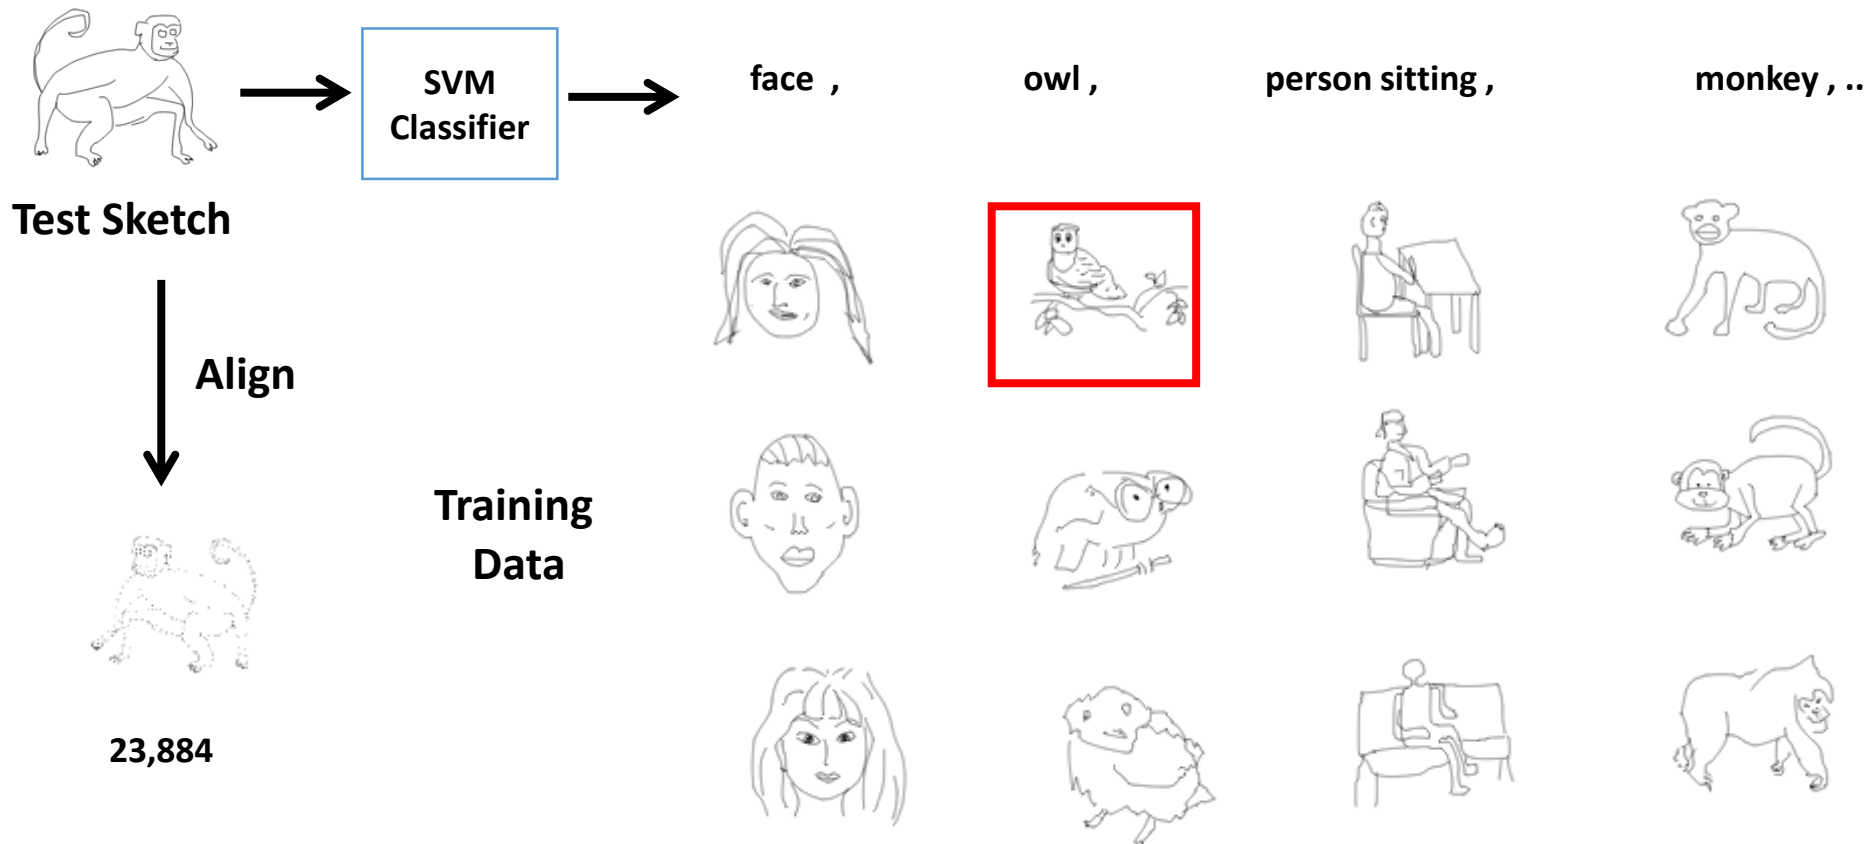 SVM
Classifier
face ,
owl ,
person sitting ,
monkey , ..
Test Sketch
Align
Training
Data
23,884